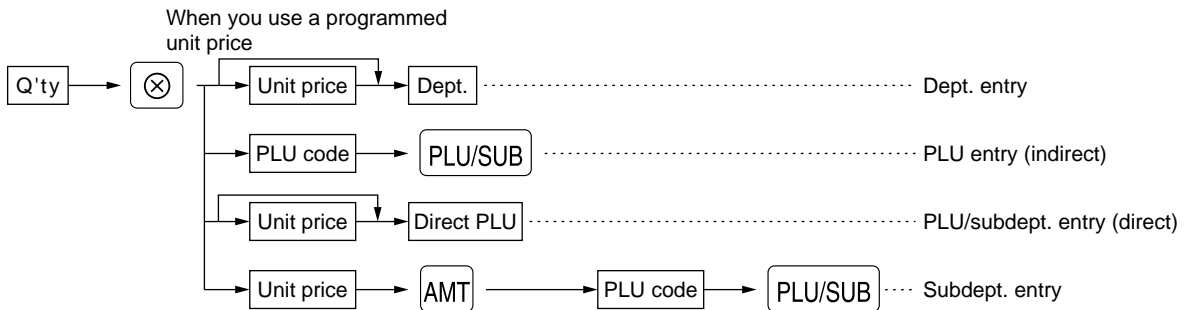 When you use a programmed
unit price
Q'ty ⊗ Unit price Dept. Dept. entry
PLU code PLU/SUB PLU entry (indirect)
Unit price Direct PLU PLU/subdept. entry (direct)
Unit price AMT PLU code PLU/SUB Subdept. entry